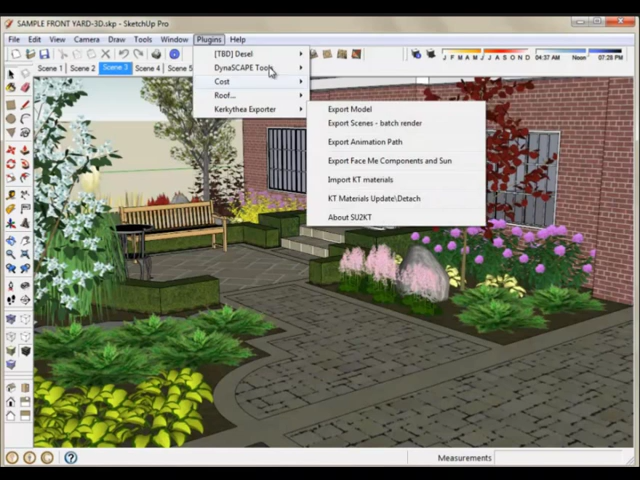 SAMPLE FRONT YARD-3D.skp - SketchUp Pro
File Edit View Camera Draw Tools Window Plugins Help
Scene 1 Scene 2 Scene 3 Scene 4 Scene 5
J F M A M J J A S O N D 04:37 AM Noon 07:28 PM
[TBD] Desel
DynaSCAPE Tools
Cost
Roof...
Kerkythea Exporter
Export Model
Export Scenes - batch render
Export Animation Path
Export Face Me Components and Sun
Import KT materials
KT Materials Update\Detach
About SU2KT
Measurements